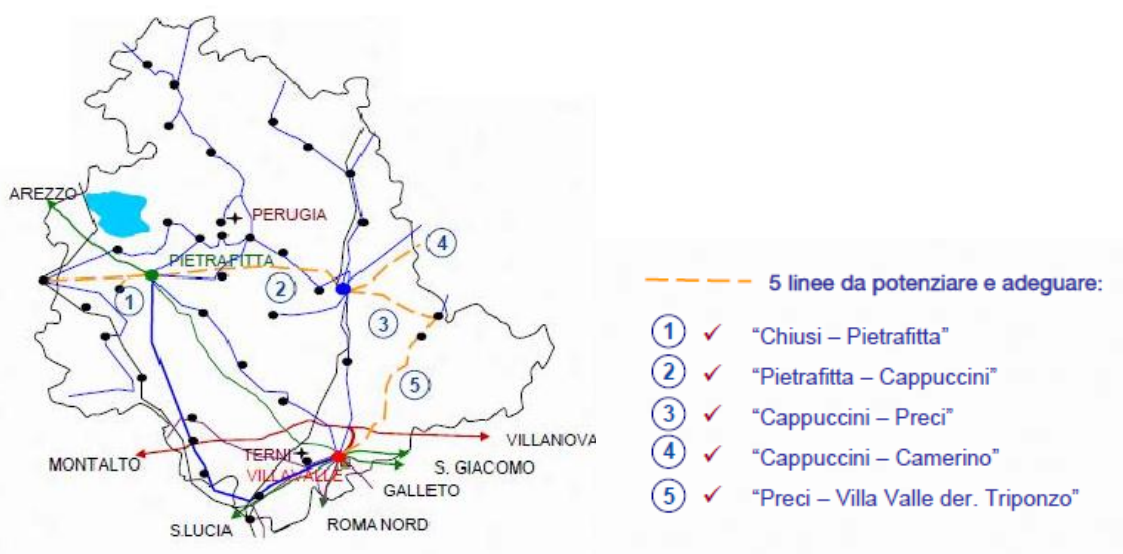 AREZZO
PERUGIA
PIETRAFITTA
4
2
1
3
5
VILLANOVA
MONTALTO
TERNI
VILLAVALLE
S. GIACOMO
GALLETO
S.LUCIA
ROMA NORD
5 linee da potenziare e adeguare:
1 ✓ “Chiusi – Pietrafitta”
2 ✓ “Pietrafitta – Cappuccini”
3 ✓ “Cappuccini – Preci”
4 ✓ “Cappuccini – Camerino”
5 ✓ “Preci – Villa Valle der. Triponzo”